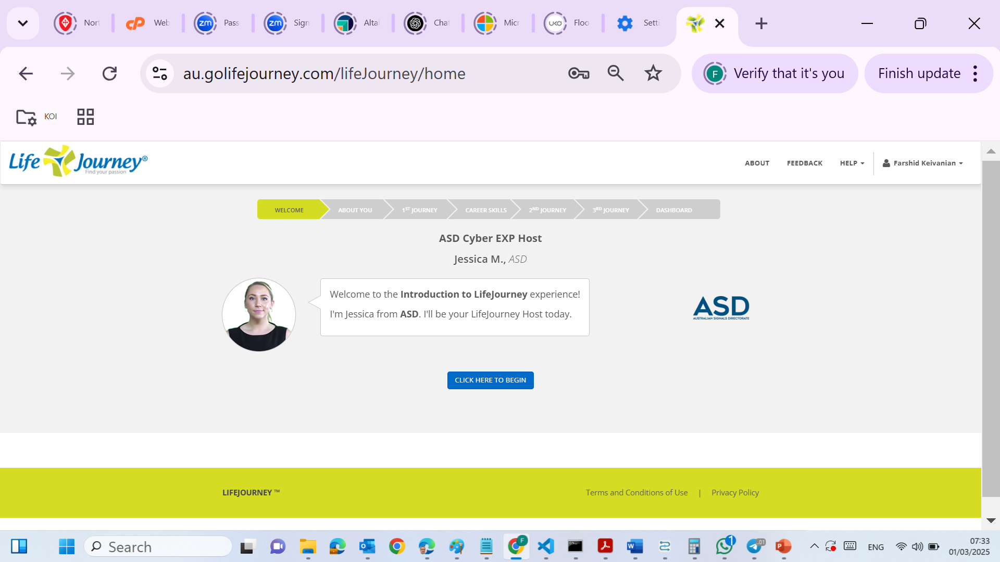 Nort
Web
Pass
Sign
Altai
Chat
Micr
UKO
Floo
Setti
au.golifejourney.com/lifeJourney/home
F
Verify that it's you
Finish update
KOI
Life Journey®
Find your passion
ABOUT
FEEDBACK
HELP
Farshid Keivanian
WELCOME
ABOUT YOU
1ST JOURNEY
CAREER SKILLS
2ND JOURNEY
3RD JOURNEY
DASHBOARD
ASD Cyber EXP Host
Jessica M., ASD
Welcome to the Introduction to LifeJourney experience!
I'm Jessica from ASD. I'll be your LifeJourney Host today.
ASD
AUSTRALIAN SIGNALS DIRECTORATE
CLICK HERE TO BEGIN
LIFEJOURNEY ™
Terms and Conditions of Use | Privacy Policy
Search
ENG
07:33
01/03/2025